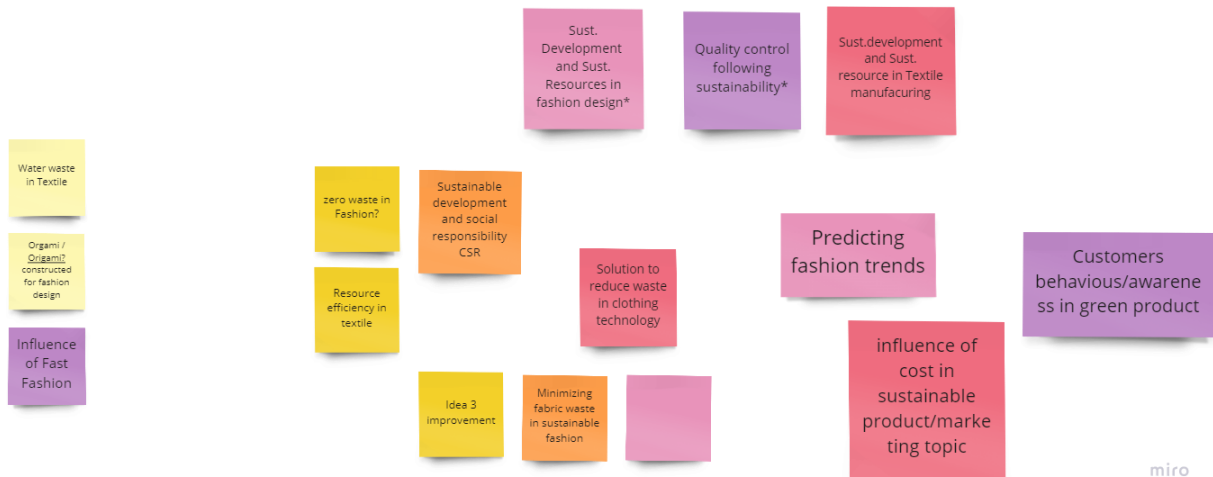 Sust.
Development
and Sust.
Resources in
fashion design*
Quality control
following
sustainability*
Sust.development
and Sust.
resource in Textile
manufacuring
Water waste
in Textile
zero waste in
Fashion?
Sustainable
development
and social
responsibility
CSR
Predicting
fashion trends
Customers
behavious/awarene
ss in green product
Orgami /
Origami?
constructed
for fashion
design
Resource
efficiency in
textile
Solution to
reduce waste
in clothing
technology
Influence
of Fast
Fashion
influence of
cost in
sustainable
product/marke
ting topic
Idea 3
improvement
Minimizing
fabric waste
in sustainable
fashion
miro